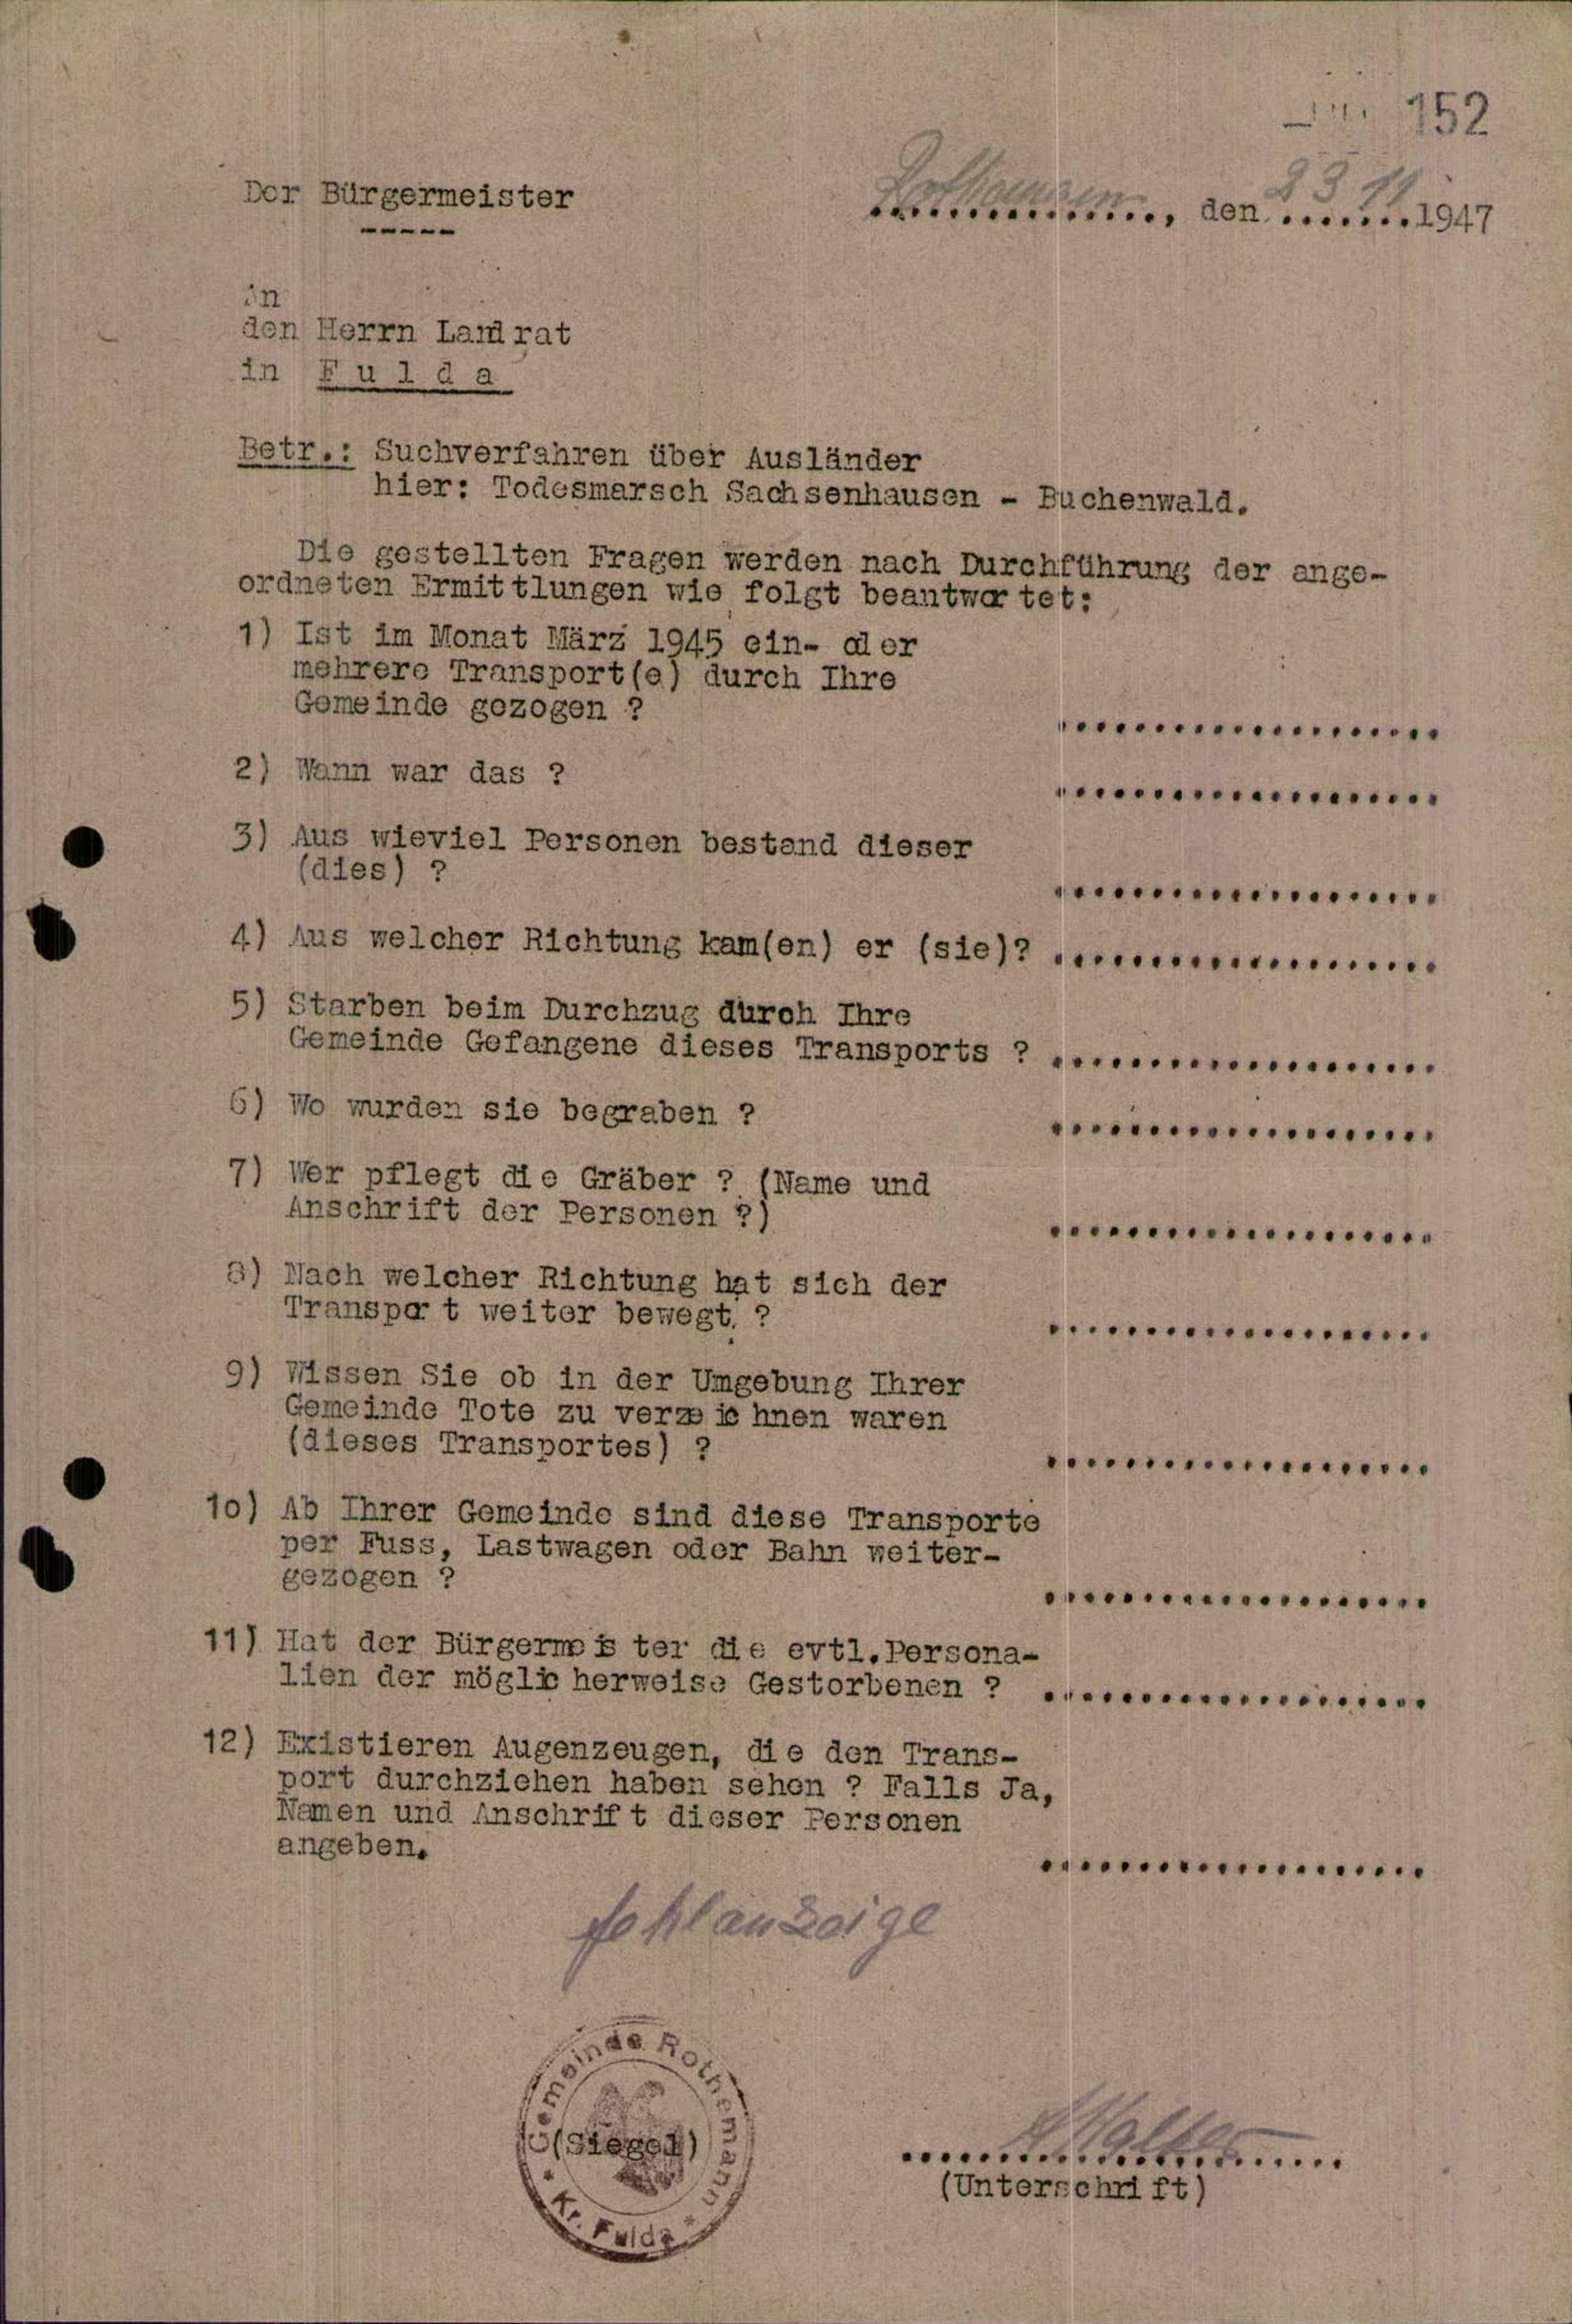 152
Der Bürgermeister
-----
Rothemann, den 23.11.1947
An
den Herrn Landrat
in F u l d a
Betr.: Suchverfahren über Ausländer
hier: Todesmarsch Sachsenhausen - Buchenwald.
Die gestellten Fragen werden nach Durchführung der ange-
ordneten Ermittlungen wie folgt beantwortet:
1) Ist im Monat März 1945 ein- oder
mehrere Transport(e) durch Ihre
Gemeinde gezogen ? ....................
2) Wann war das ? ....................
3) Aus wieviel Personen bestand dieser
(dies) ? ....................
4) Aus welcher Richtung kam(en) er (sie)? ....................
5) Starben beim Durchzug durch Ihre
Gemeinde Gefangene dieses Transports ? ....................
6) Wo wurden sie begraben ? ....................
7) Wer pflegt die Gräber ? (Name und
Anschrift der Personen ?) ....................
8) Nach welcher Richtung hat sich der
Transport weiter bewegt ? ....................
9) Wissen Sie ob in der Umgebung Ihrer
Gemeinde Tote zu verzeichnen waren
(dieses Transportes) ? ....................
10) Ab Ihrer Gemeinde sind diese Transporte
per Fuss, Lastwagen oder Bahn weiter-
gezogen ? ....................
11) Hat der Bürgermeister die evtl.Persona-
lien der möglicherweise Gestorbenen ? ....................
12) Existieren Augenzeugen, die den Trans-
port durchziehen haben sehen ? Falls Ja,
Namen und Anschrift dieser Personen
angeben. ....................
Fehlanzeige
Gemeinde Rothemann
(Siegel)
* Kr. Fulda *
(Unterschrift)